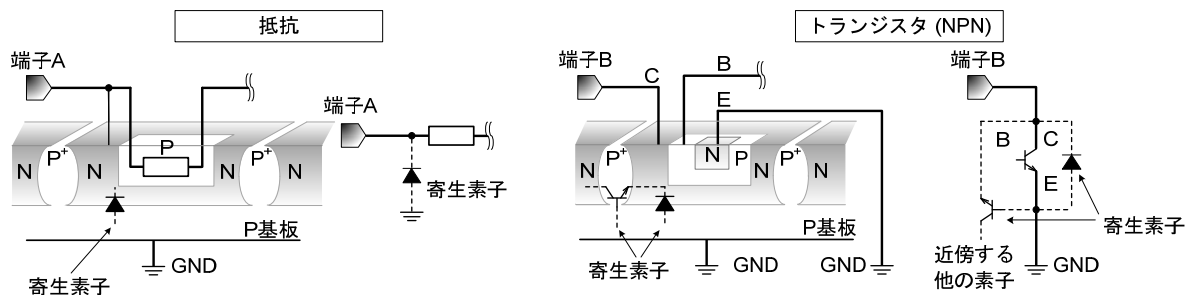 抵抗
トランジスタ (NPN)
端子A
端子A
P
N
P+
N
P+
N
寄生素子
P基板
GND
寄生素子
端子B
C
B
E
N
P+
N
N
P
P+
N
P基板
寄生素子
GND
GND
端子B
B
C
E
寄生素子
近傍する
他の素子
GND